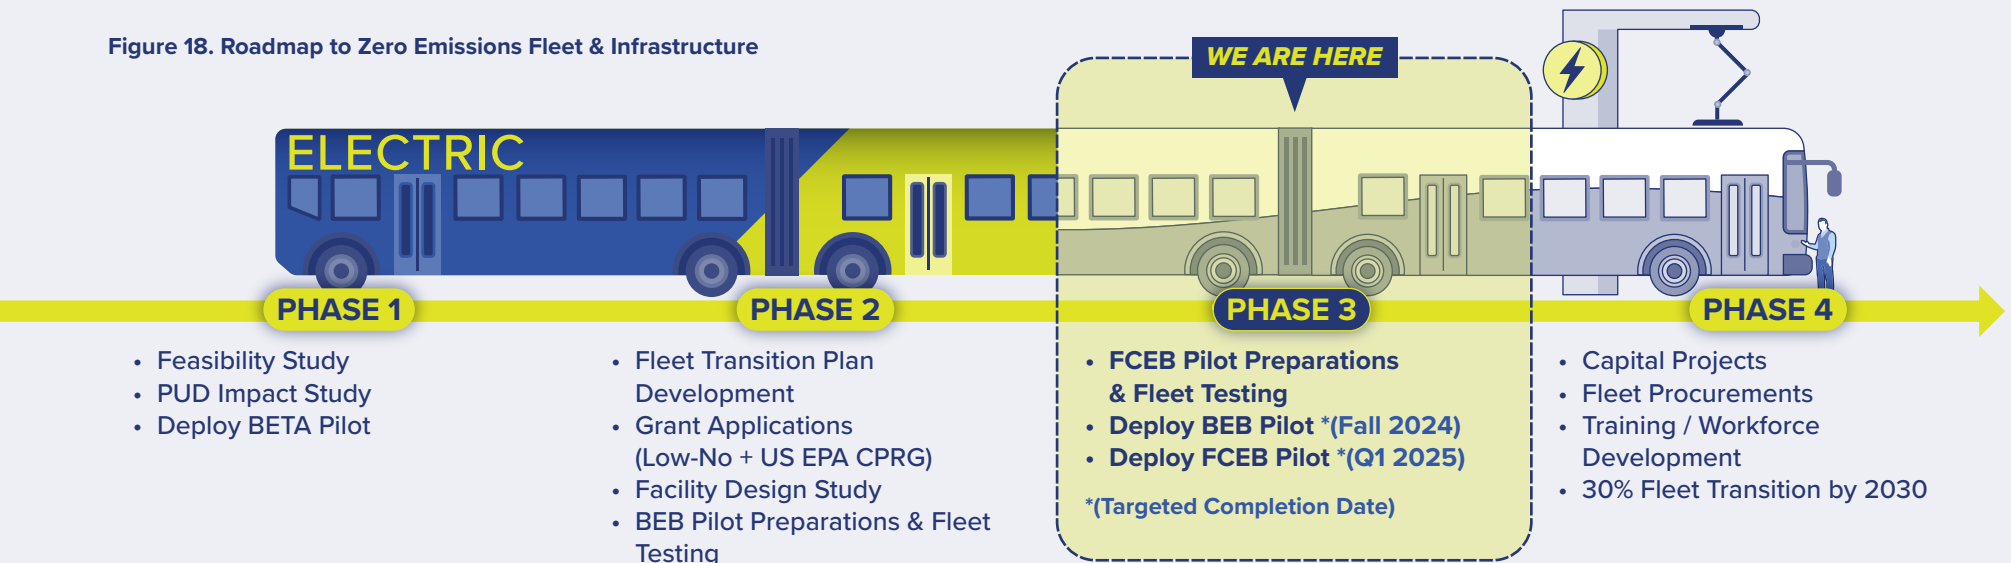 Figure 18. Roadmap to Zero Emissions Fleet & Infrastructure
WE ARE HERE
ELECTRIC
PHASE 1
• Feasibility Study
• PUD Impact Study
• Deploy BETA Pilot
PHASE 2
• Fleet Transition Plan
Development
• Grant Applications
(Low-No + US EPA CPRG)
• Facility Design Study
• BEB Pilot Preparations & Fleet
Testing
PHASE 3
• FCEB Pilot Preparations
& Fleet Testing
• Deploy BEB Pilot *(Fall 2024)
• Deploy FCEB Pilot *(Q1 2025)
*(Targeted Completion Date)
PHASE 4
• Capital Projects
• Fleet Procurements
• Training / Workforce
Development
• 30% Fleet Transition by 2030